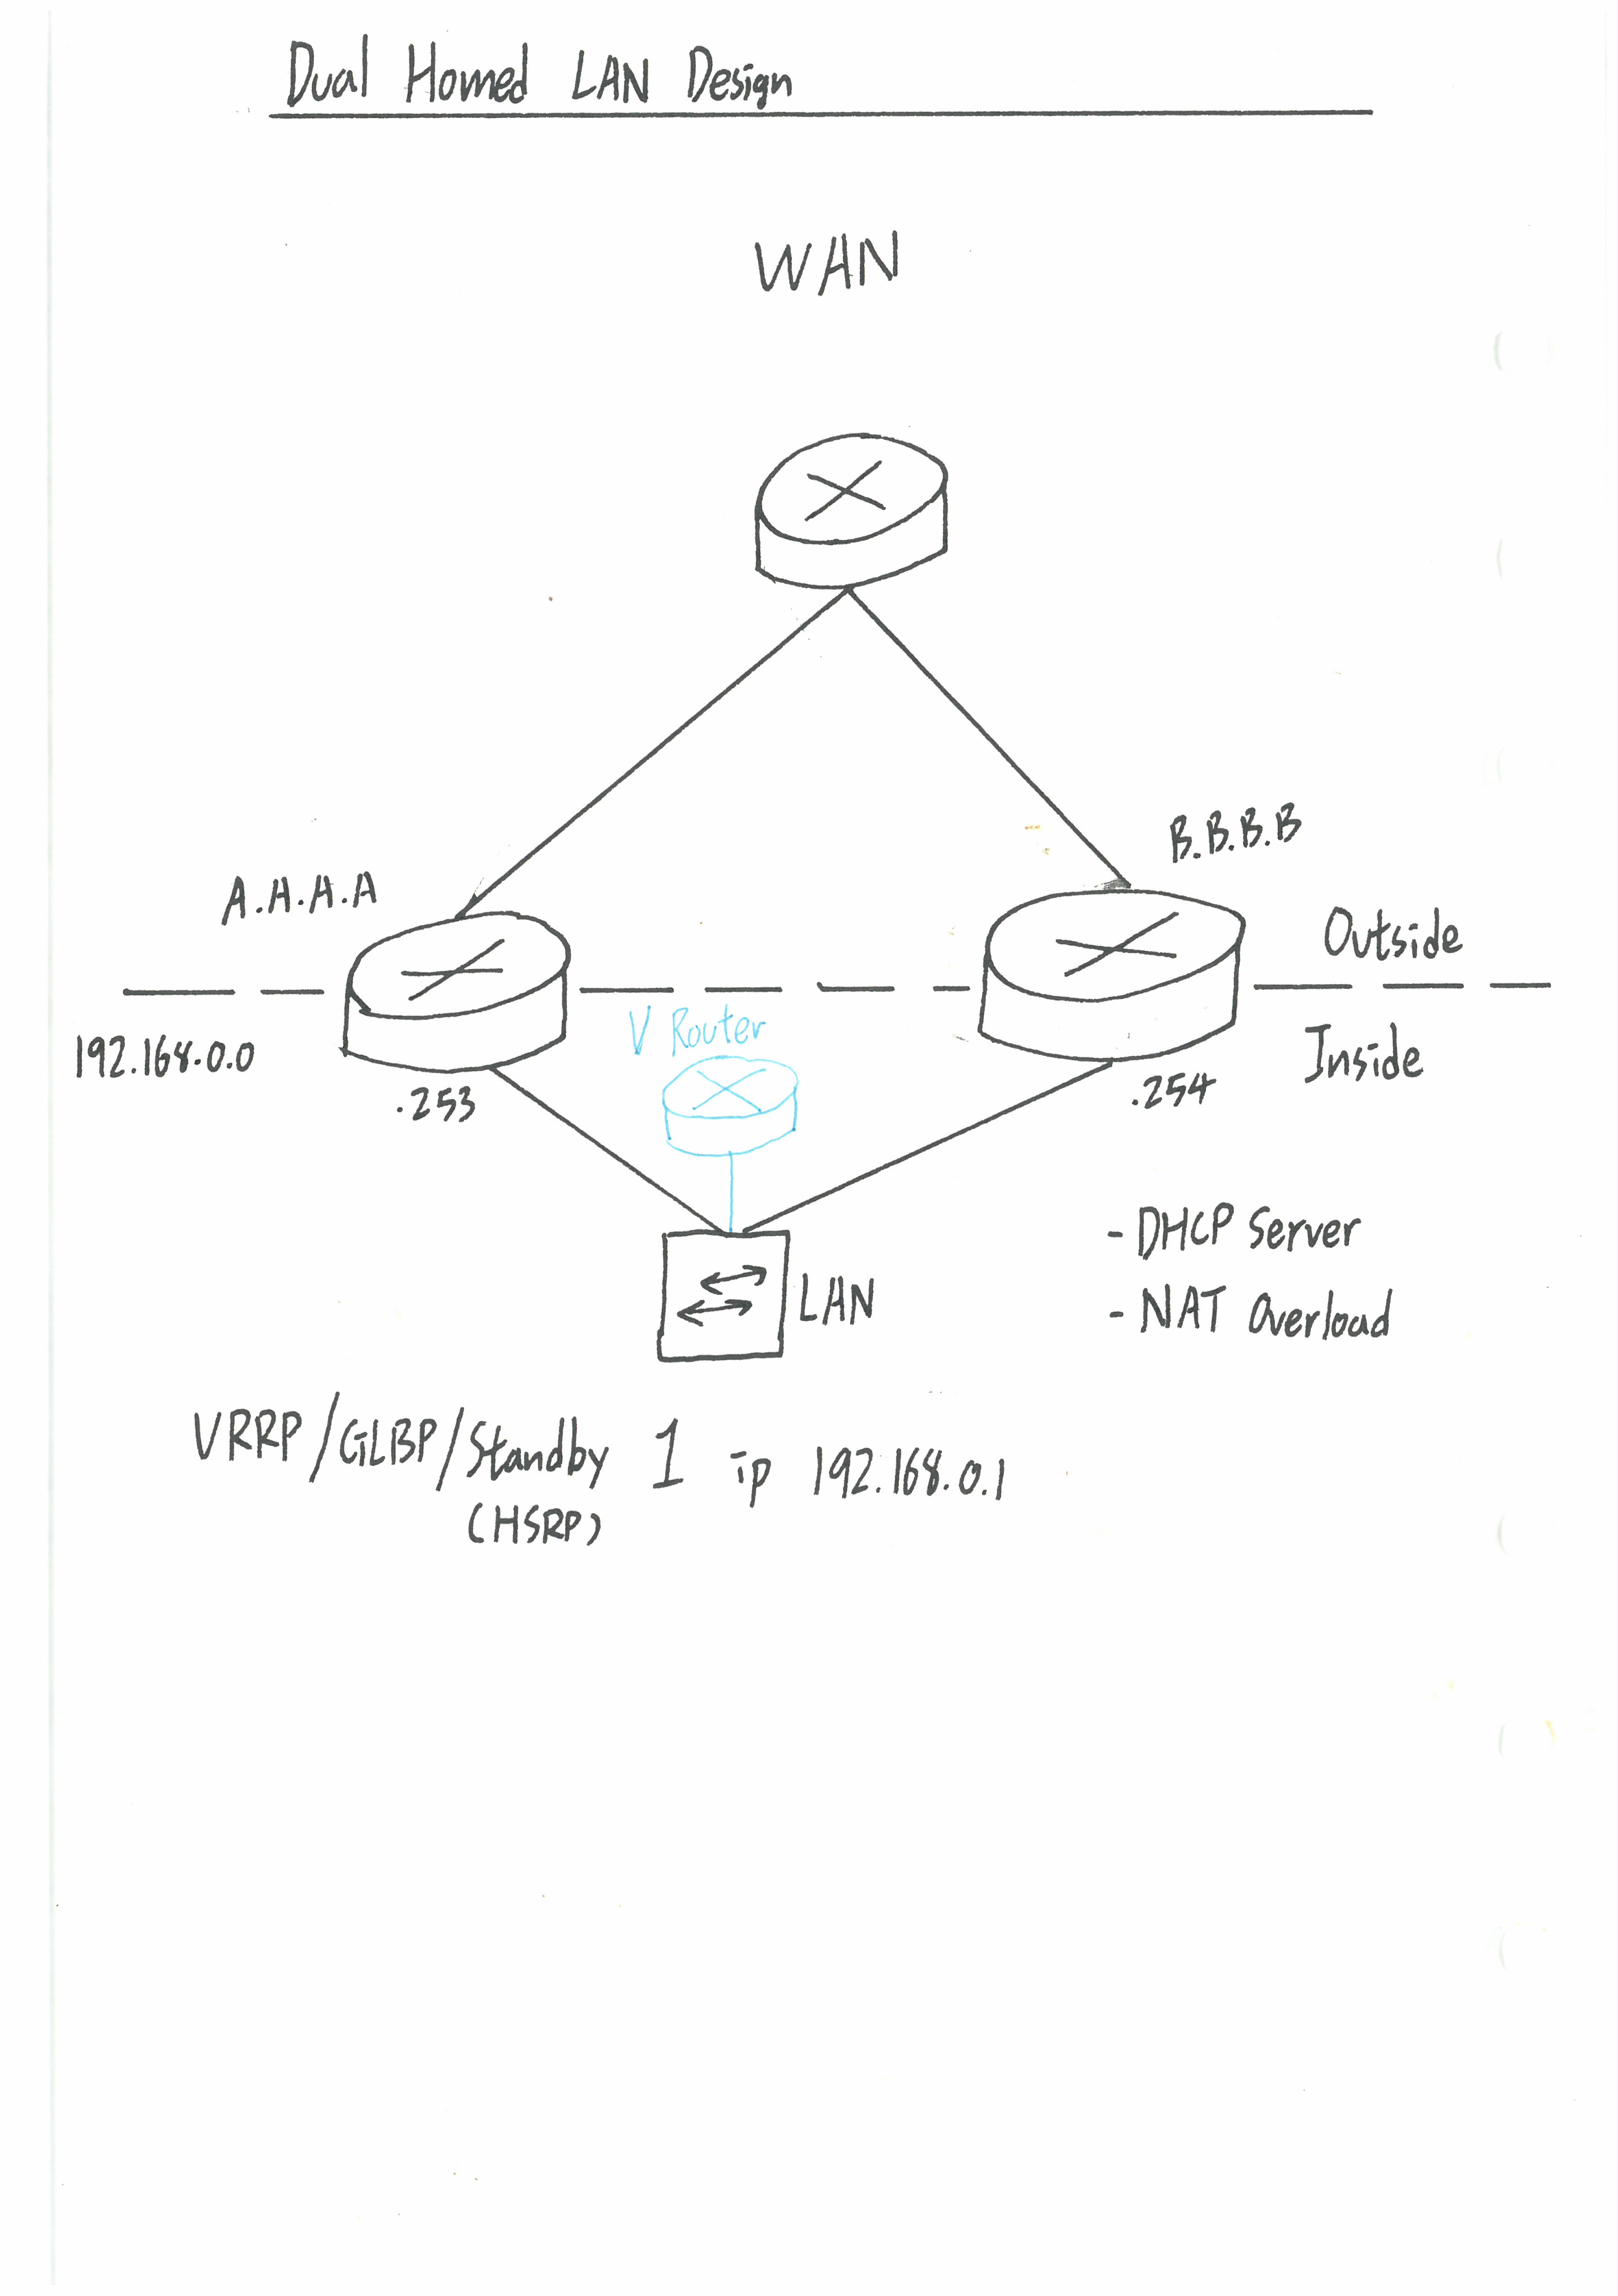 Dual Homed LAN Design
WAN
B.B.B.B
A.A.A.A
Outside
V Router
192.168.0.0
Inside
.253
.254
- DHCP Server
LAN
- NAT Overload
VRRP/GLBP/Standby 1 ip 192.168.0.1
(HSRP)